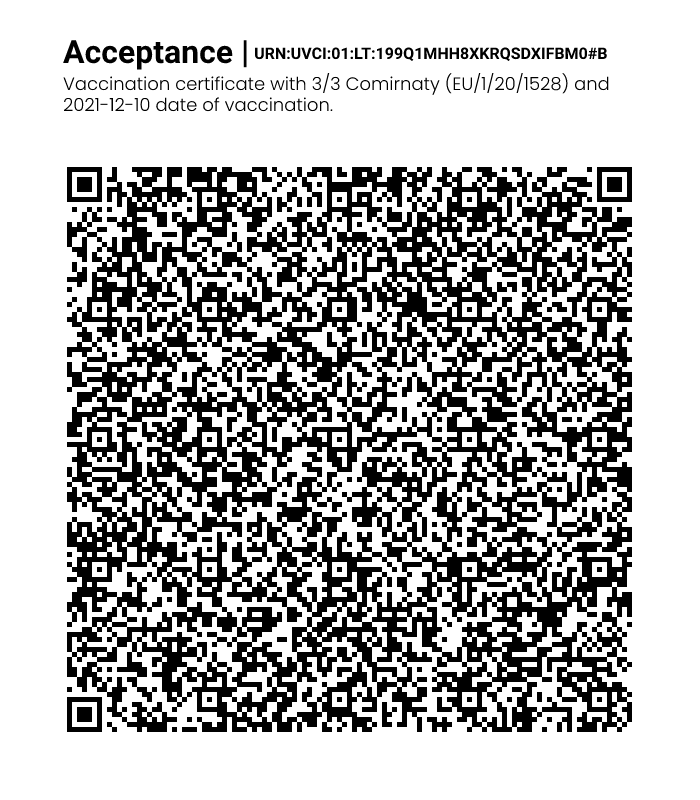 Acceptance | URN:UVCI:01:LT:199Q1MHH8XKRQSDXIFBM0#B
Vaccination certificate with 3/3 Comirnaty (EU/1/20/1528) and
2021-12-10 date of vaccination.